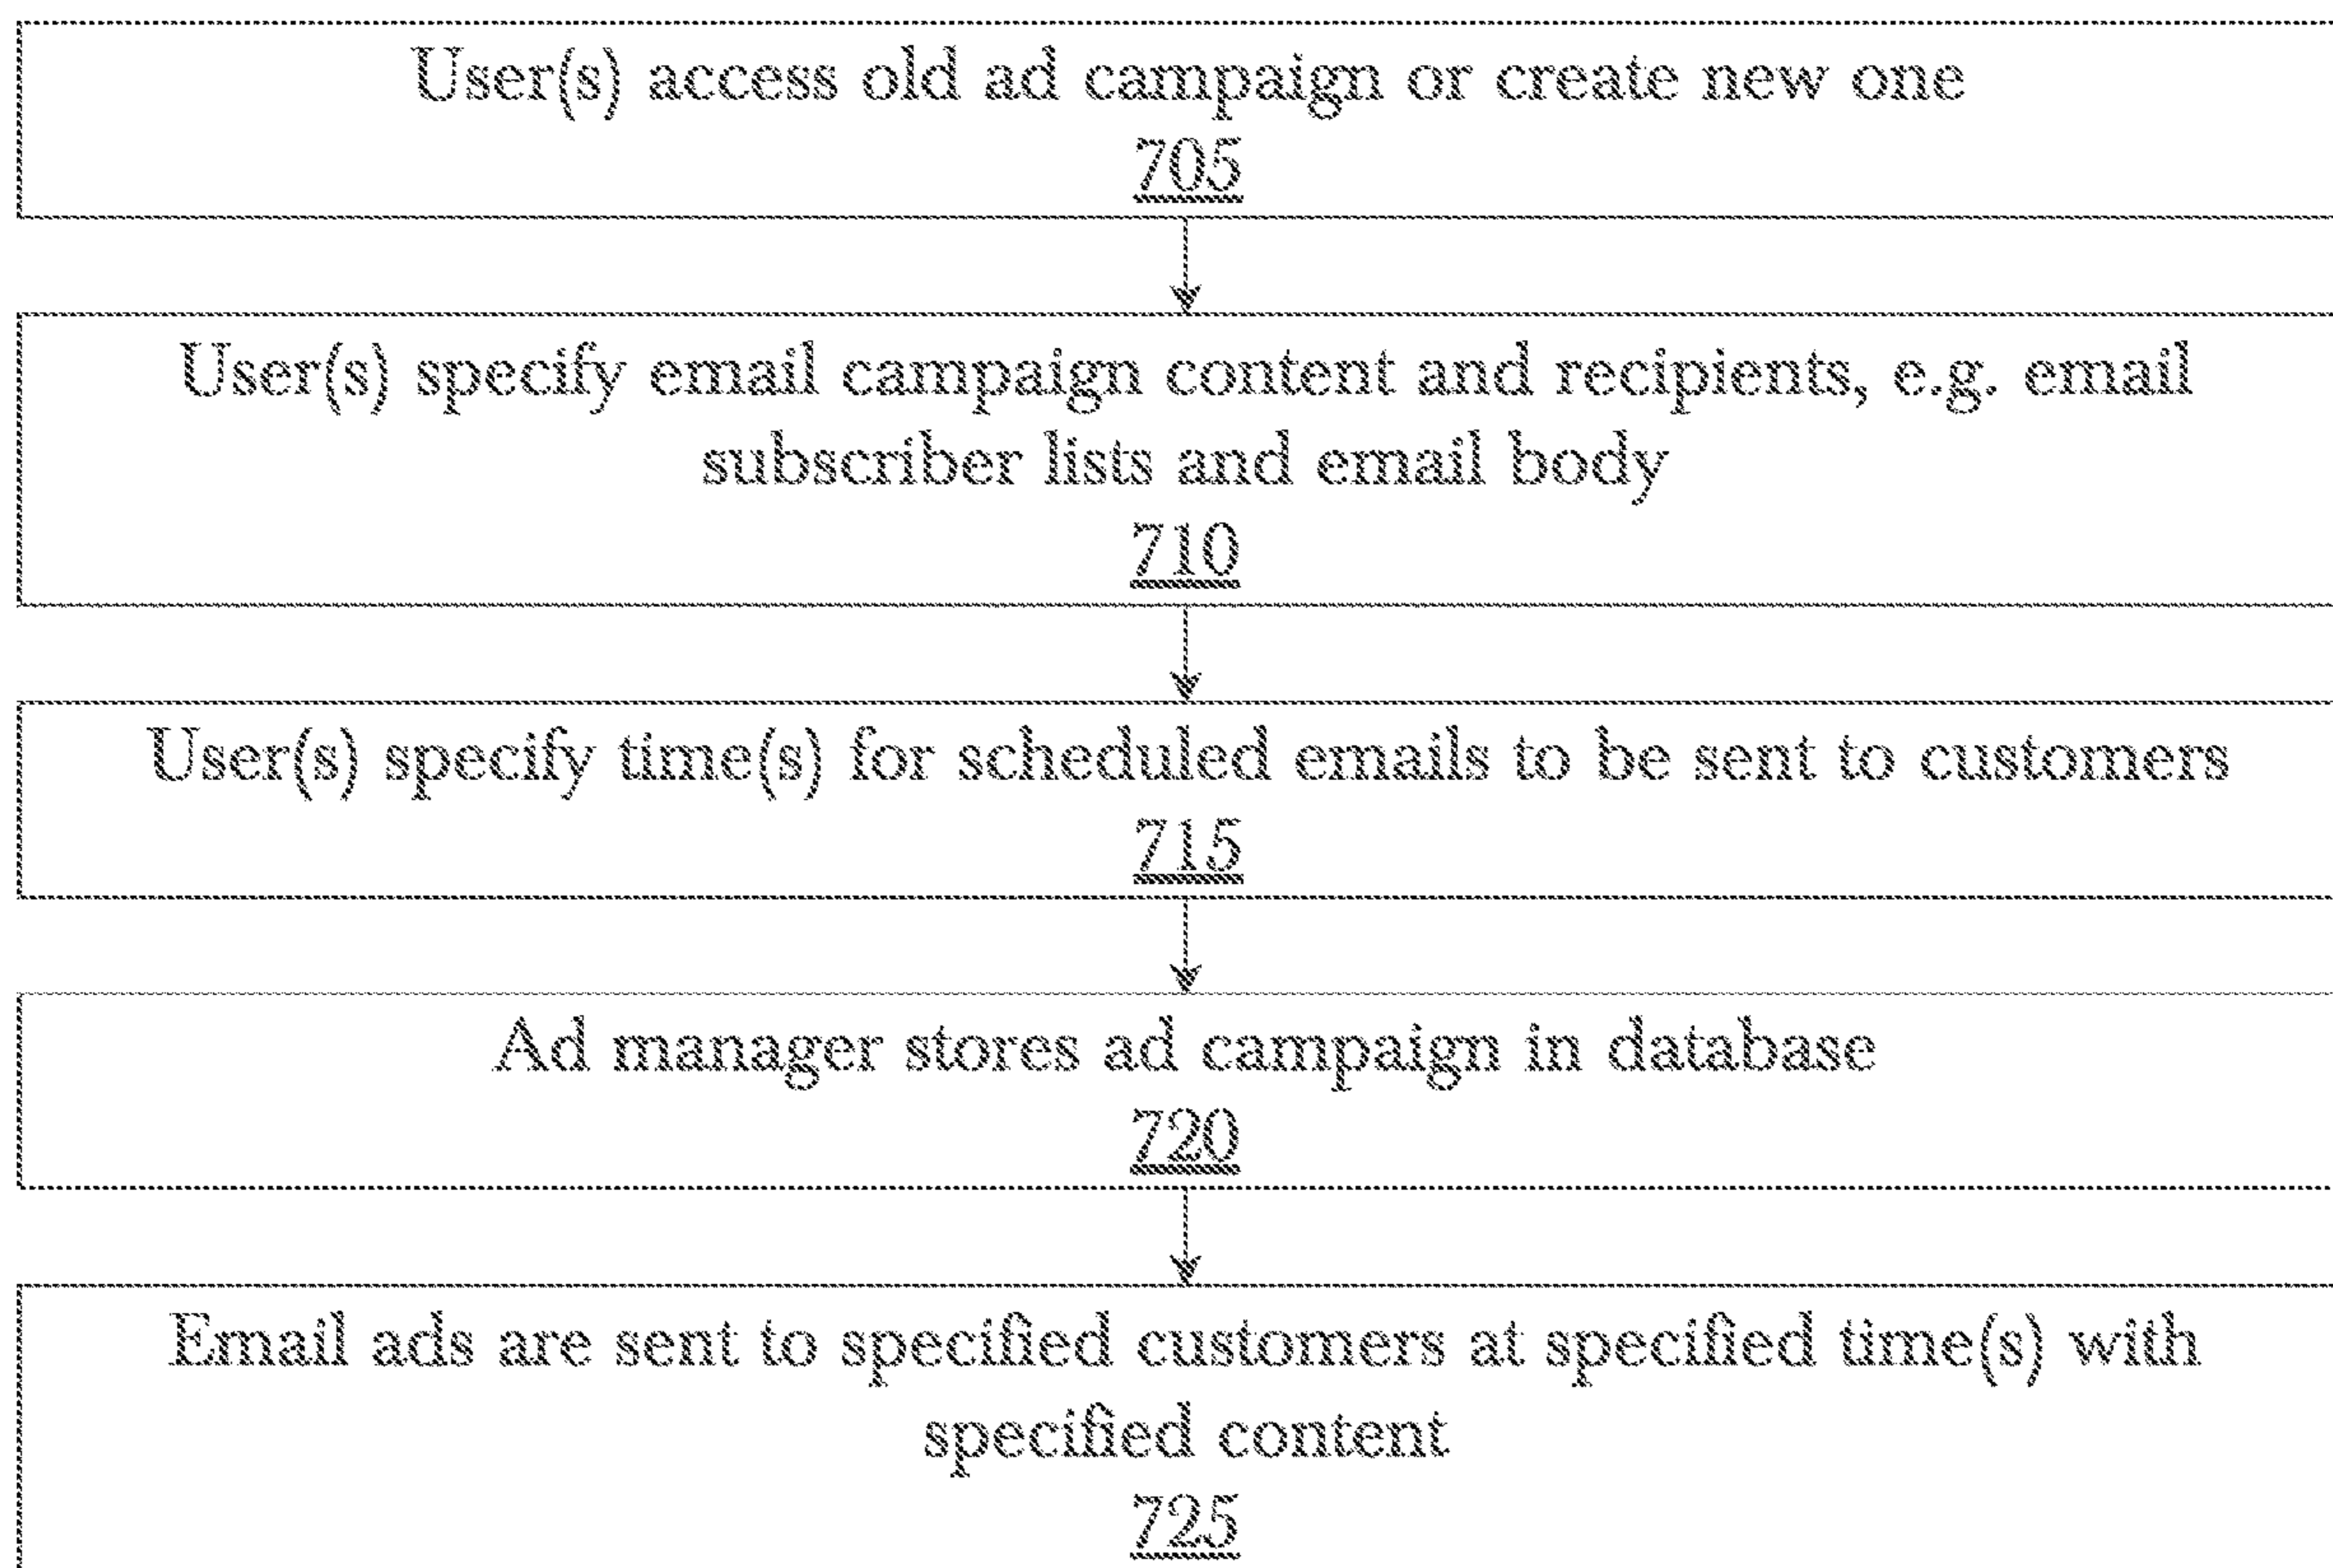 User(s) access old ad campaign or create new one
705
User(s) specify email campaign content and recipients, e.g. email
subscriber lists and email body
710
User(s) specify time(s) for scheduled emails to be sent to customers
715
Ad manager stores ad campaign in database
720
Email ads are sent to specified customers at specified time(s) with
specified content
725